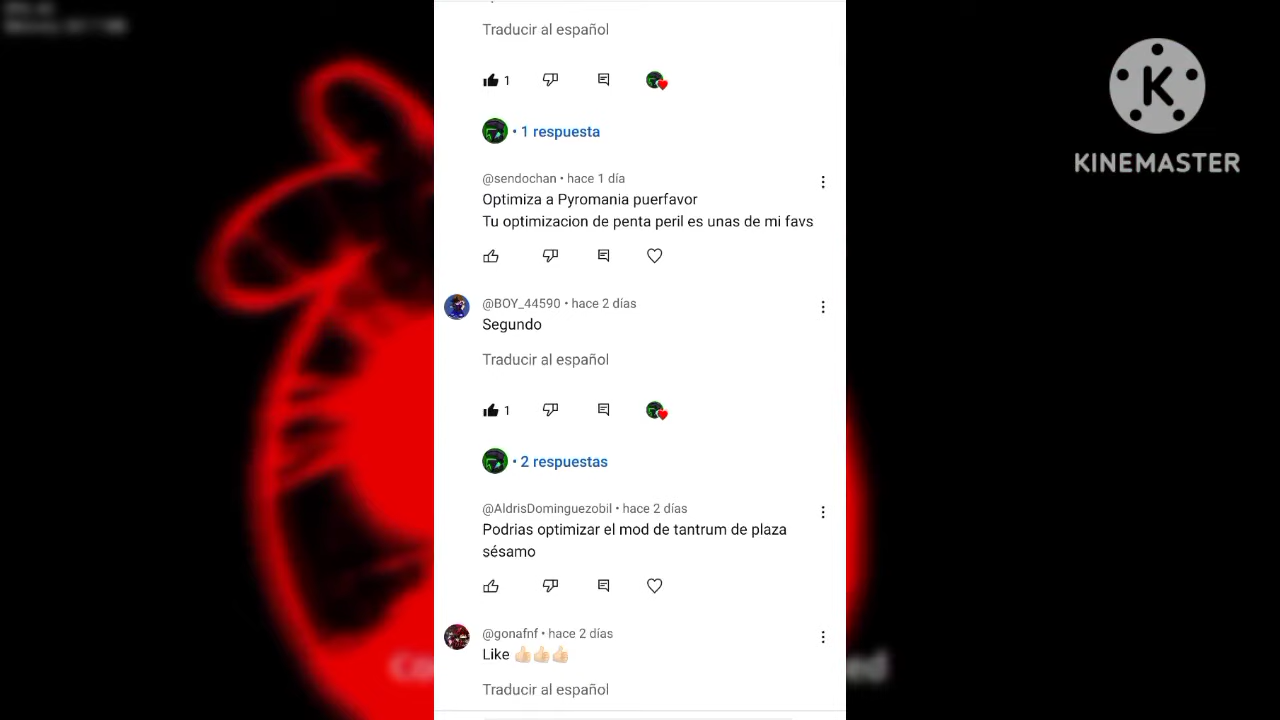 Traducir al español
1
• 1 respuesta
@sendochan • hace 1 día
Optimiza a Pyromania puerfavor
Tu optimizacion de penta peril es unas de mi favs
@BOY_44590 • hace 2 días
Segundo
Traducir al español
1
• 2 respuestas
@AldrisDominguezobil • hace 2 días
Podrias optimizar el mod de tantrum de plaza
sésamo
@gonafnf • hace 2 días
Like 👍🏻👍🏻👍🏻
Traducir al español
K
KINEMASTER